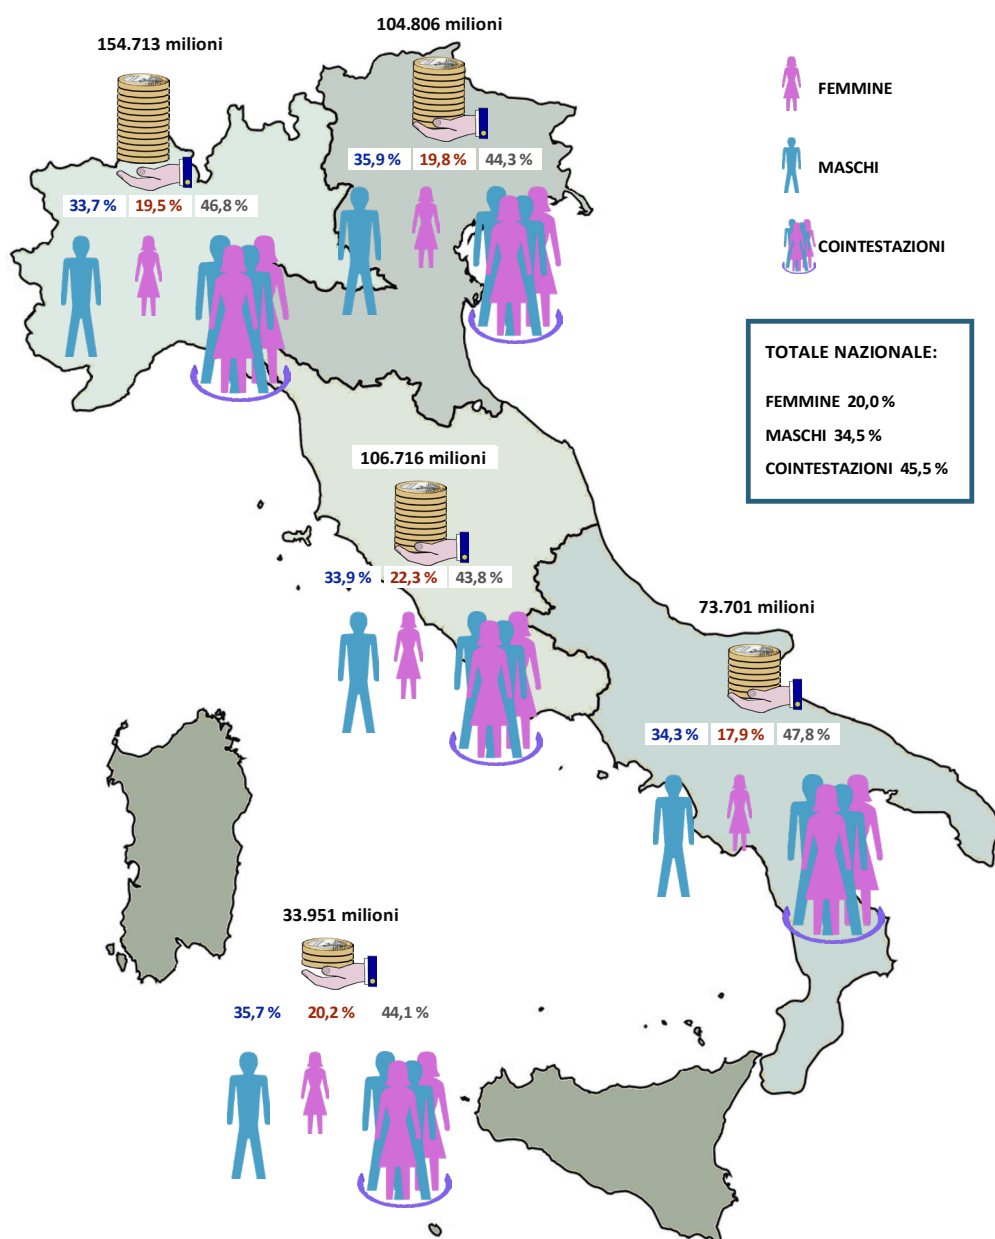 104.806 milioni
154.713 milioni
FEMMINE
35,9 % 19,8 % 44,3 %
MASCHI
33,7 % 19,5 % 46,8 %
COINTESTAZIONI
TOTALE NAZIONALE:
FEMMINE 20,0 %
MASCHI 34,5 %
COINTESTAZIONI 45,5 %
106.716 milioni
33,9 % 22,3 % 43,8 %
73.701 milioni
34,3 % 17,9 % 47,8 %
33.951 milioni
35,7 % 20,2 % 44,1 %